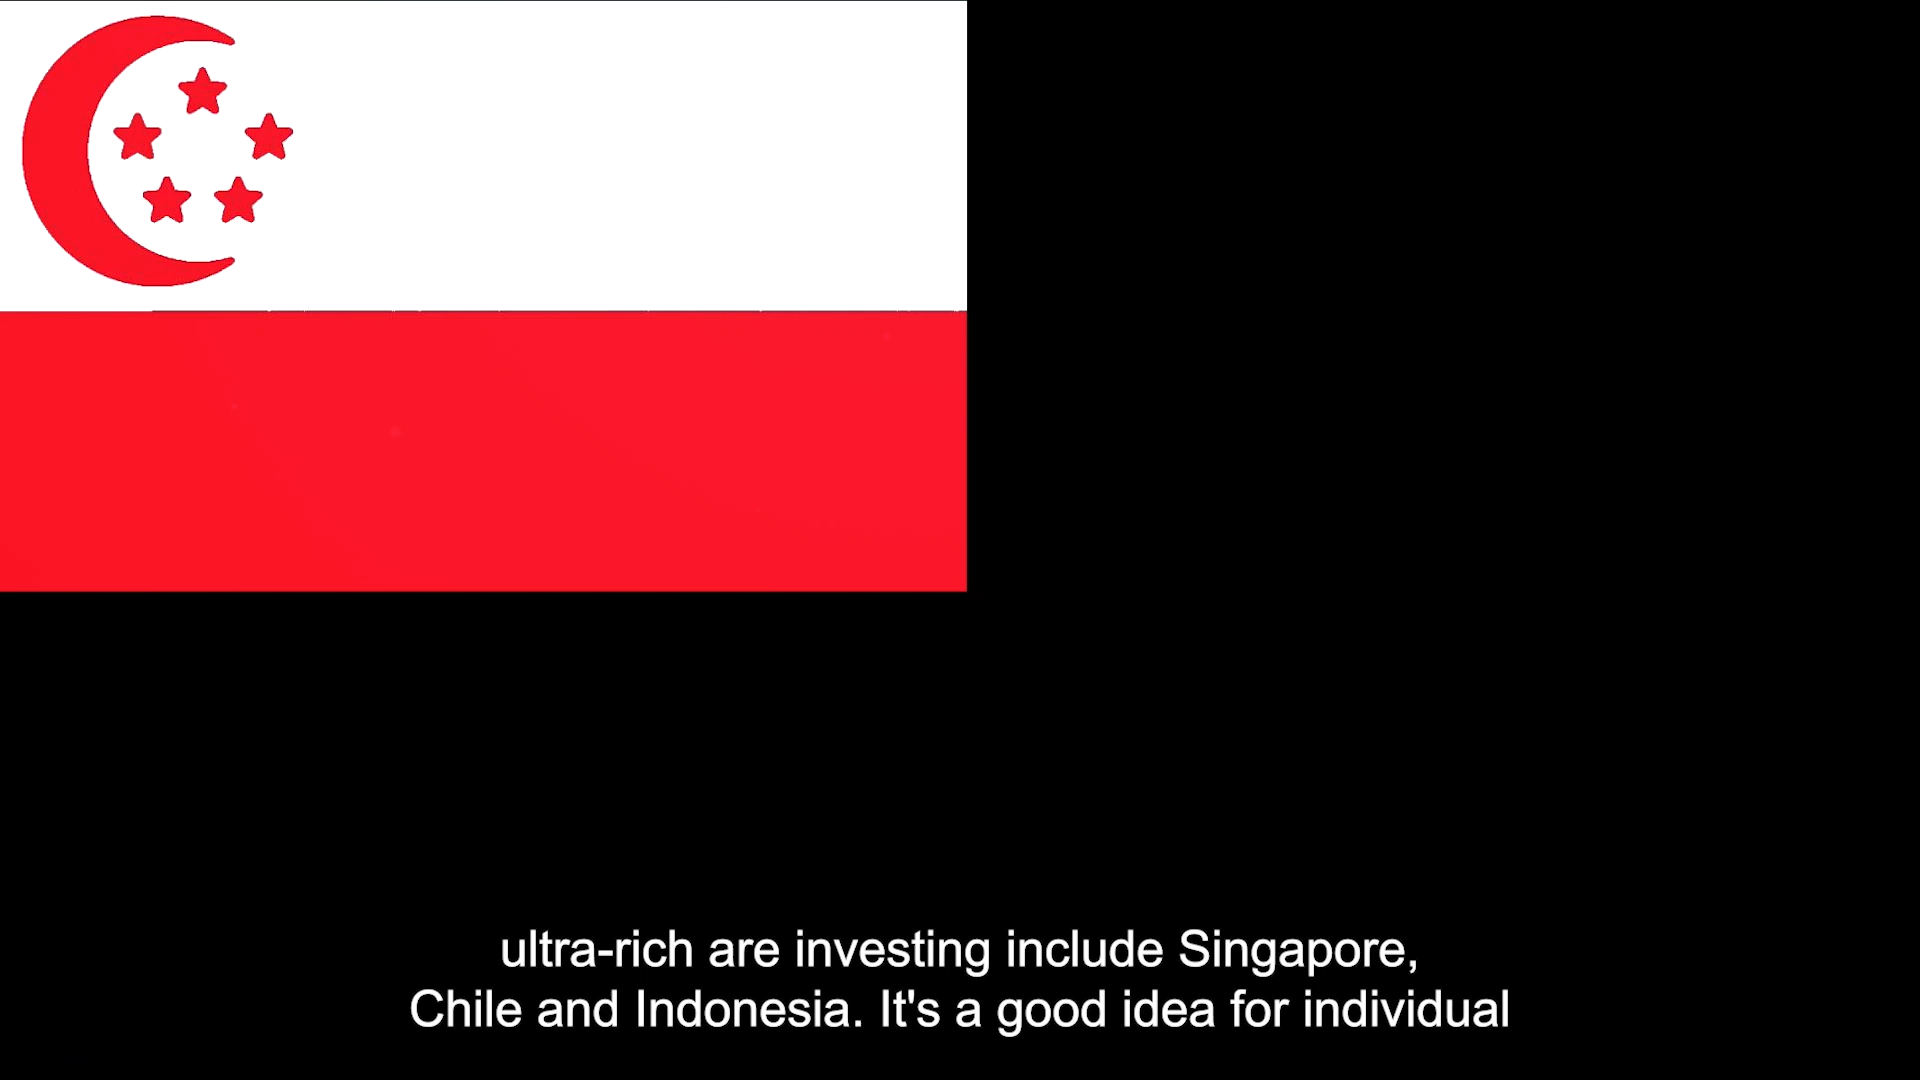 ultra-rich are investing include Singapore,
Chile and Indonesia. It's a good idea for individual